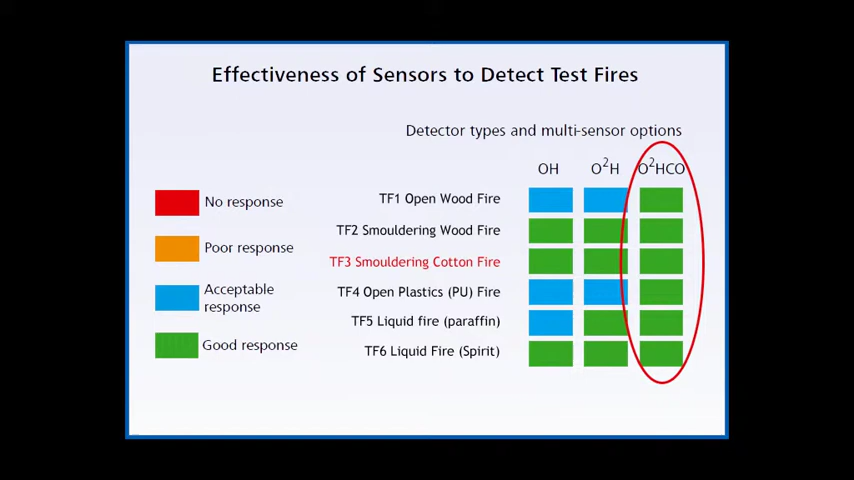 Effectiveness of Sensors to Detect Test Fires
Detector types and multi-sensor options
OH O²H O²HCO
No response
Poor response
Acceptable
response
Good response
TF1 Open Wood Fire
TF2 Smouldering Wood Fire
TF3 Smouldering Cotton Fire
TF4 Open Plastics (PU) Fire
TF5 Liquid fire (paraffin)
TF6 Liquid Fire (Spirit)